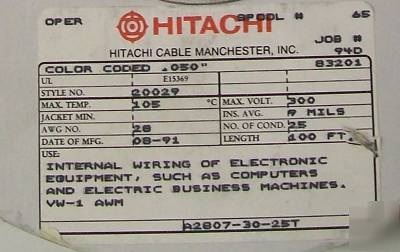 OPER HITACHI SPOOL # 65
HITACHI CABLE MANCHESTER, INC. JOB # 94D
COLOR CODED .050" 83201
UL E15369
STYLE NO. 20029
MAX. TEMP. 105 °C MAX. VOLT. 300
JACKET MIN. INS. AVG. 9 MILS
AWG NO. 28 NO. OF COND. 25
DATE OF MFG. 08-91 LENGTH 100 FT.
USE:
INTERNAL WIRING OF ELECTRONIC
EQUIPMENT, SUCH AS COMPUTERS
AND ELECTRIC BUSINESS MACHINES.
VW-1 AWM
A2807-30-25T